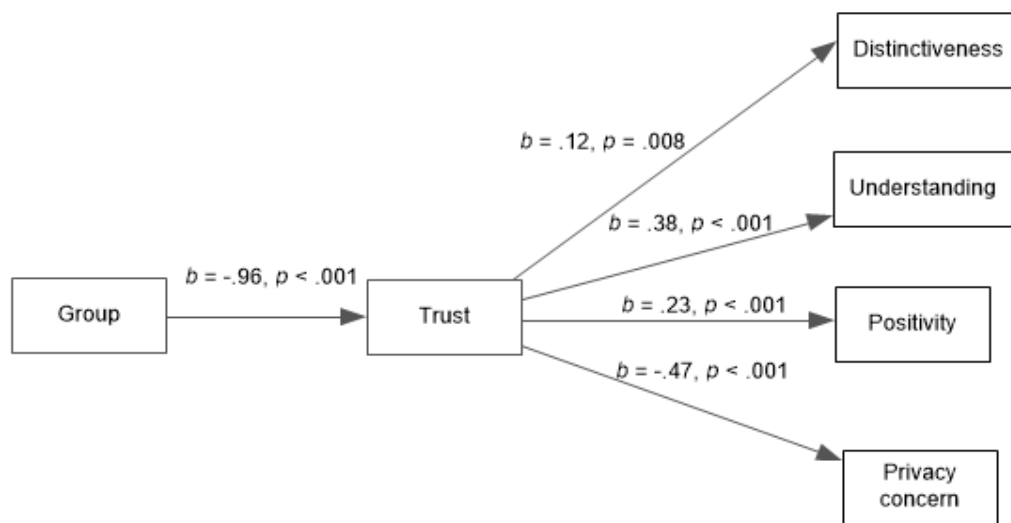 Distinctiveness
b = .12, p = .008
Understanding
b = .38, p < .001
b = -.96, p < .001
Group
Trust
b = .23, p < .001
Positivity
b = -.47, p < .001
Privacy
concern